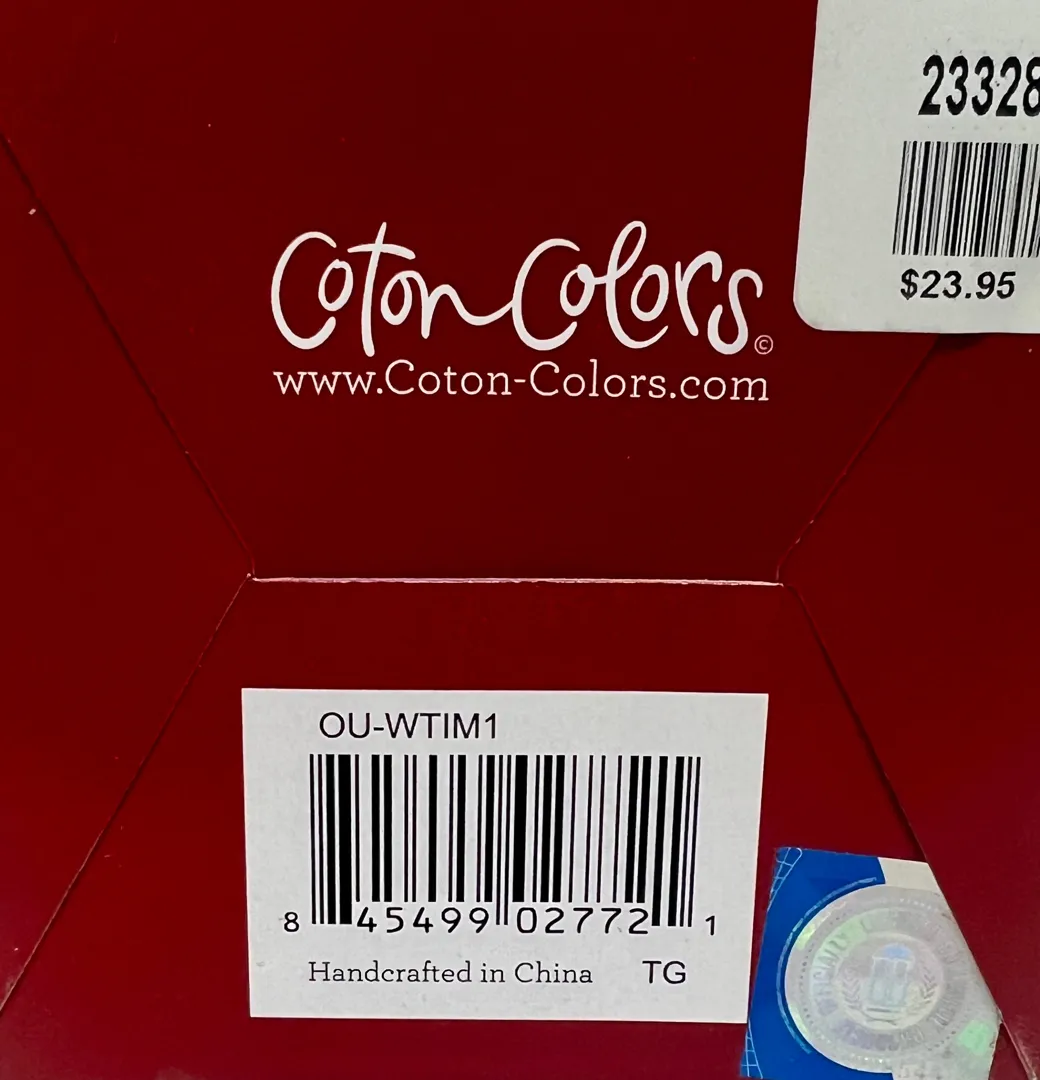 23328
$23.95
Coton Colors ©
www.Coton-Colors.com
OU-WTIM1
8 45499 02772 1
Handcrafted in China TG